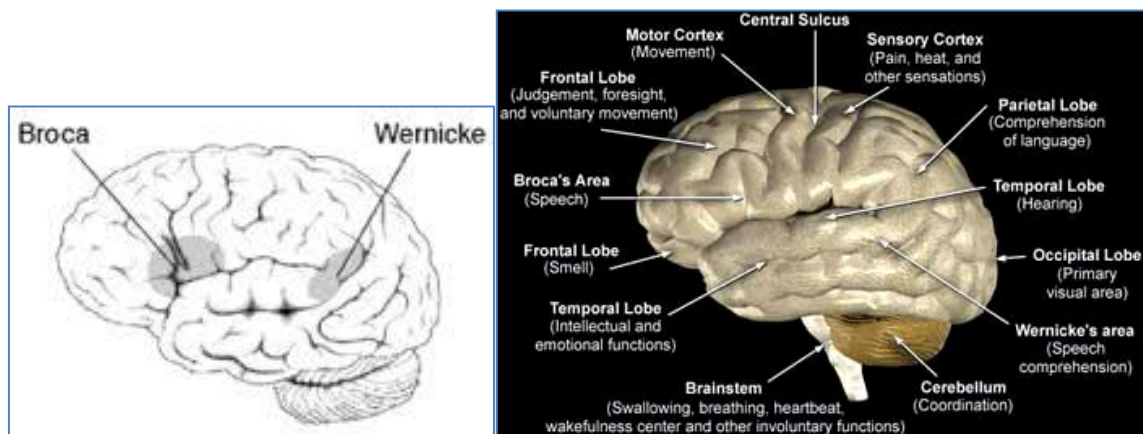 Broca
Wernicke
Central Sulcus
Motor Cortex
(Movement)
Sensory Cortex
(Pain, heat, and
other sensations)
Frontal Lobe
(Judgement, foresight,
and voluntary movement)
Parietal Lobe
(Comprehension
of language)
Broca's Area
(Speech)
Temporal Lobe
(Hearing)
Frontal Lobe
(Smell)
Occipital Lobe
(Primary
visual area)
Temporal Lobe
(Intellectual and
emotional functions)
Wernicke's area
(Speech
comprehension)
Brainstem
(Swallowing, breathing, heartbeat,
wakefulness center and other involuntary functions)
Cerebellum
(Coordination)